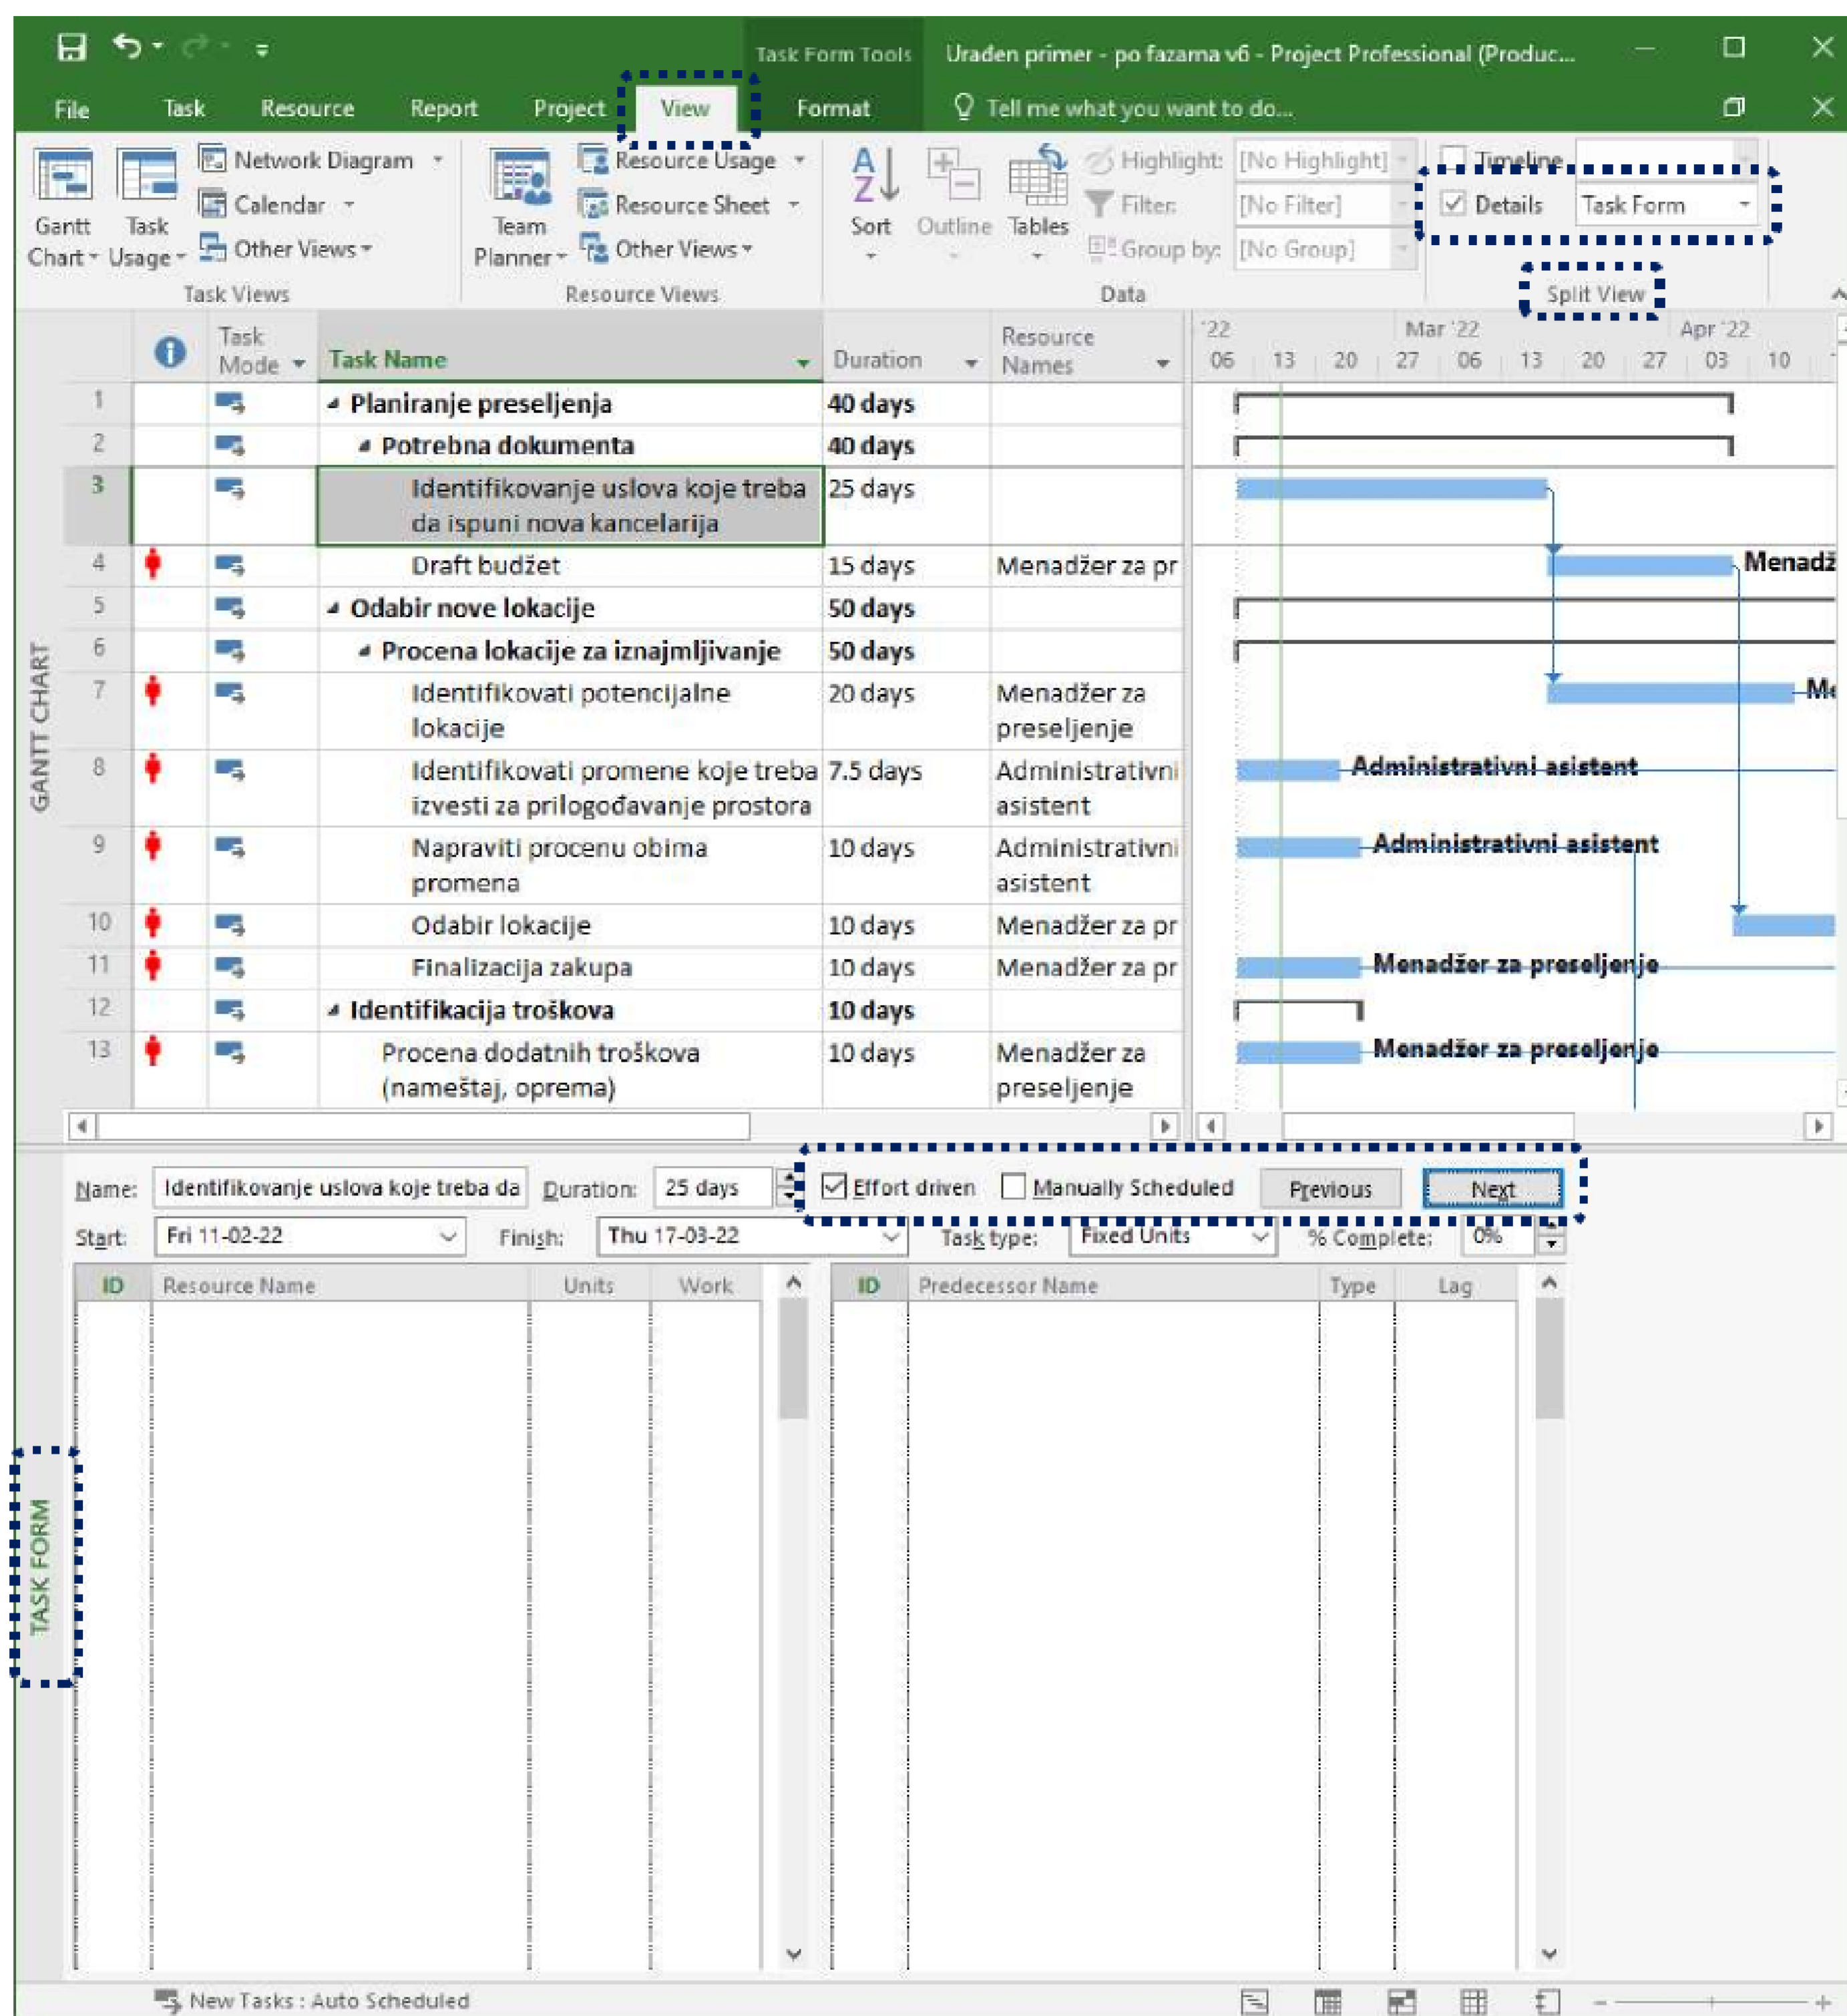 Task Form Tools Urađen primer - po fazama v6 - Project Professional (Produc...
File Task Resource Report Project View Format Tell me what you want to do...
Network Diagram Resource Usage Highlight: [No Highlight] Timeline
Calendar Resource Sheet Filter: [No Filter] Details Task Form
Gantt Chart Task Usage Other Views Team Planner Other Views Sort Outline Tables Group by: [No Group]
Task Views Resource Views Data Split View
Task Mode Task Name Duration Resource Names '22 Mar '22 Apr '22
06 13 20 27 06 13 20 27 03 10
1 Planiranje preseljenja 40 days
2 Potrebna dokumenta 40 days
3 Identifikovanje uslova koje treba 25 days
da ispuni nova kancelarija
4 Draft budžet 15 days Menadžer za pr Menadž
5 Odabir nove lokacije 50 days
6 Procena lokacije za iznajmljivanje 50 days
7 Identifikovati potencijalne 20 days Menadžer za Me
lokacije preseljenje
8 Identifikovati promene koje treba 7.5 days Administrativni Administrativni asistent
izvesti za prilogođavanje prostora asistent
9 Napraviti procenu obima 10 days Administrativni Administrativni asistent
promena asistent
10 Odabir lokacije 10 days Menadžer za pr
11 Finalizacija zakupa 10 days Menadžer za pr Menadžer za preseljenje
12 Identifikacija troškova 10 days
13 Procena dodatnih troškova 10 days Menadžer za Menadžer za preseljenje
(nameštaj, oprema) preseljenje
GANTT CHART
Name: Identifikovanje uslova koje treba da Duration: 25 days Effort driven Manually Scheduled Previous Next
Start: Fri 11-02-22 Finish: Thu 17-03-22 Task type: Fixed Units % Complete: 0%
ID Resource Name Units Work ID Predecessor Name Type Lag
TASK FORM
New Tasks : Auto Scheduled